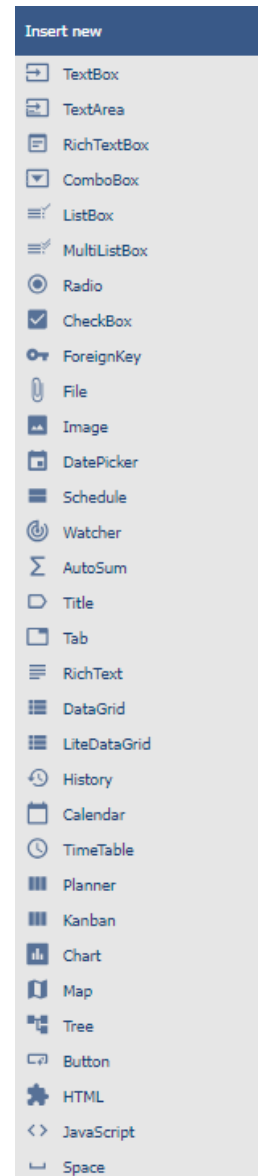 Insert new
TextBox
TextArea
RichTextBox
ComboBox
ListBox
MultiListBox
Radio
CheckBox
ForeignKey
File
Image
DatePicker
Schedule
Watcher
AutoSum
Title
Tab
RichText
DataGrid
LiteDataGrid
History
Calendar
TimeTable
Planner
Kanban
Chart
Map
Tree
Button
HTML
JavaScript
Space